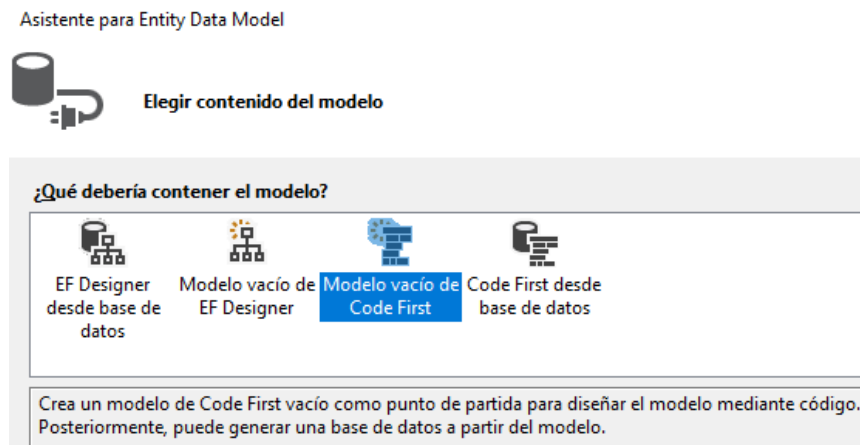 Asistente para Entity Data Model
Elegir contenido del modelo
¿Qué debería contener el modelo?
EF Designer desde base de datos
Modelo vacío de EF Designer
Modelo vacío de Code First
Code First desde base de datos
Crea un modelo de Code First vacío como punto de partida para diseñar el modelo mediante código.
Posteriormente, puede generar una base de datos a partir del modelo.